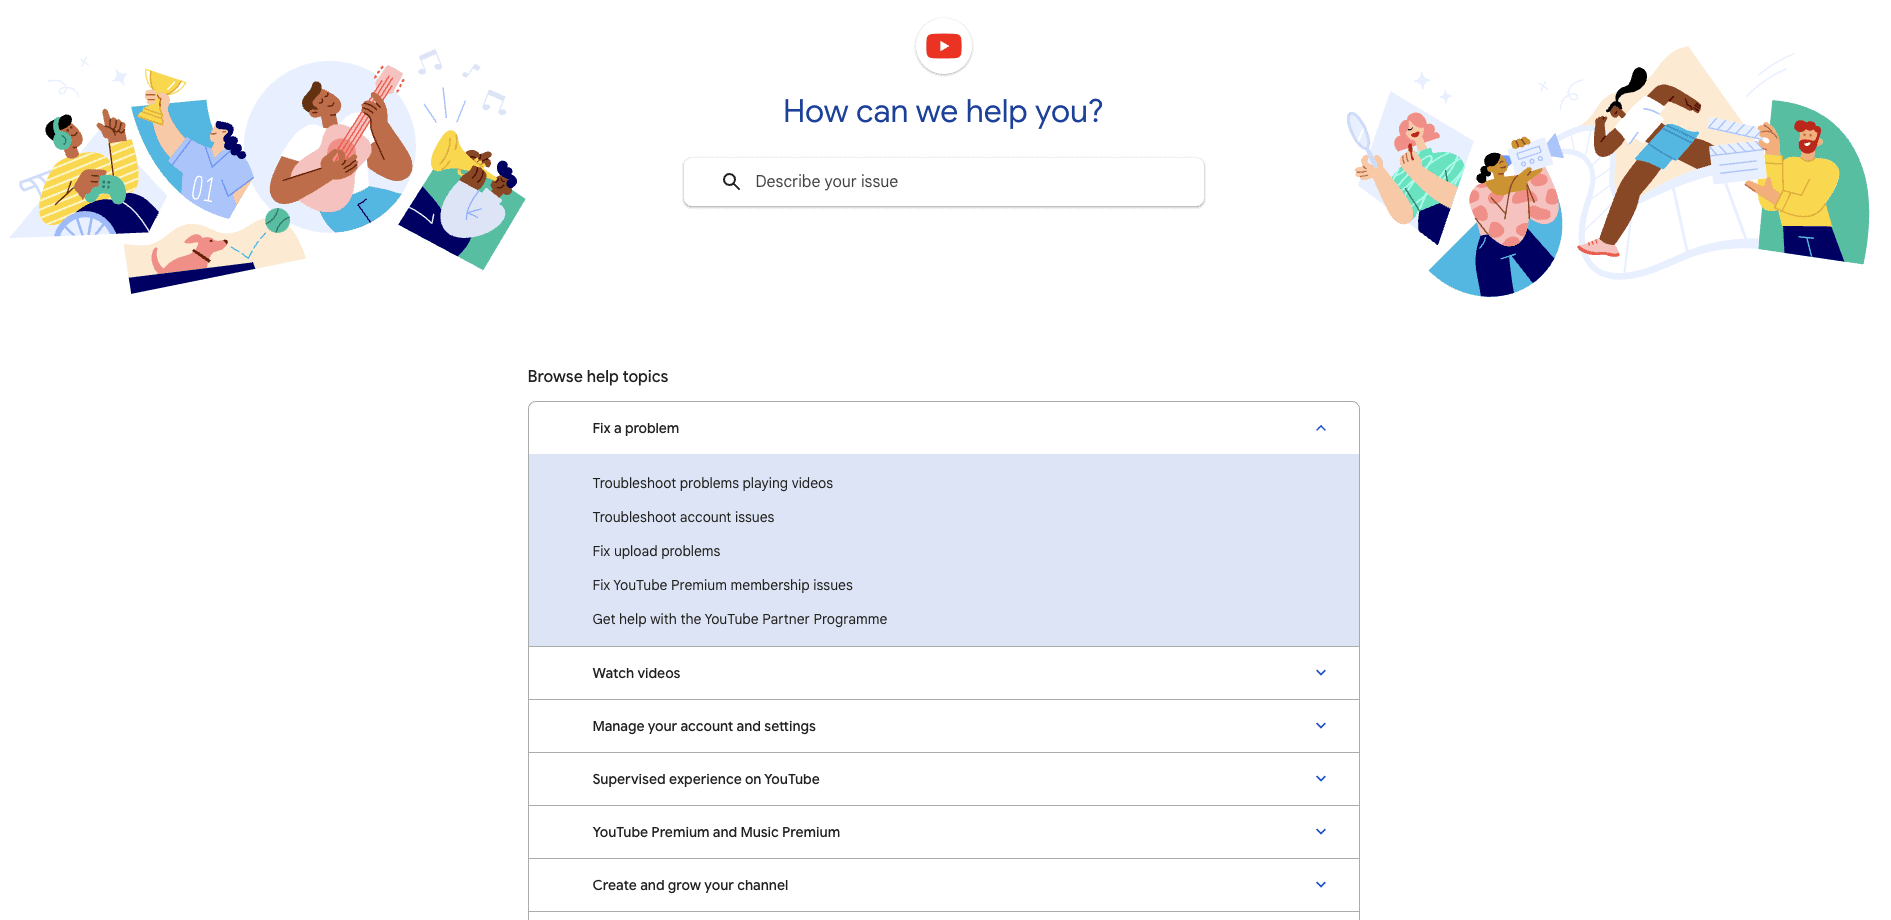 How can we help you?
Describe your issue
01
Browse help topics
Fix a problem
Troubleshoot problems playing videos
Troubleshoot account issues
Fix upload problems
Fix YouTube Premium membership issues
Get help with the YouTube Partner Programme
Watch videos
Manage your account and settings
Supervised experience on YouTube
YouTube Premium and Music Premium
Create and grow your channel